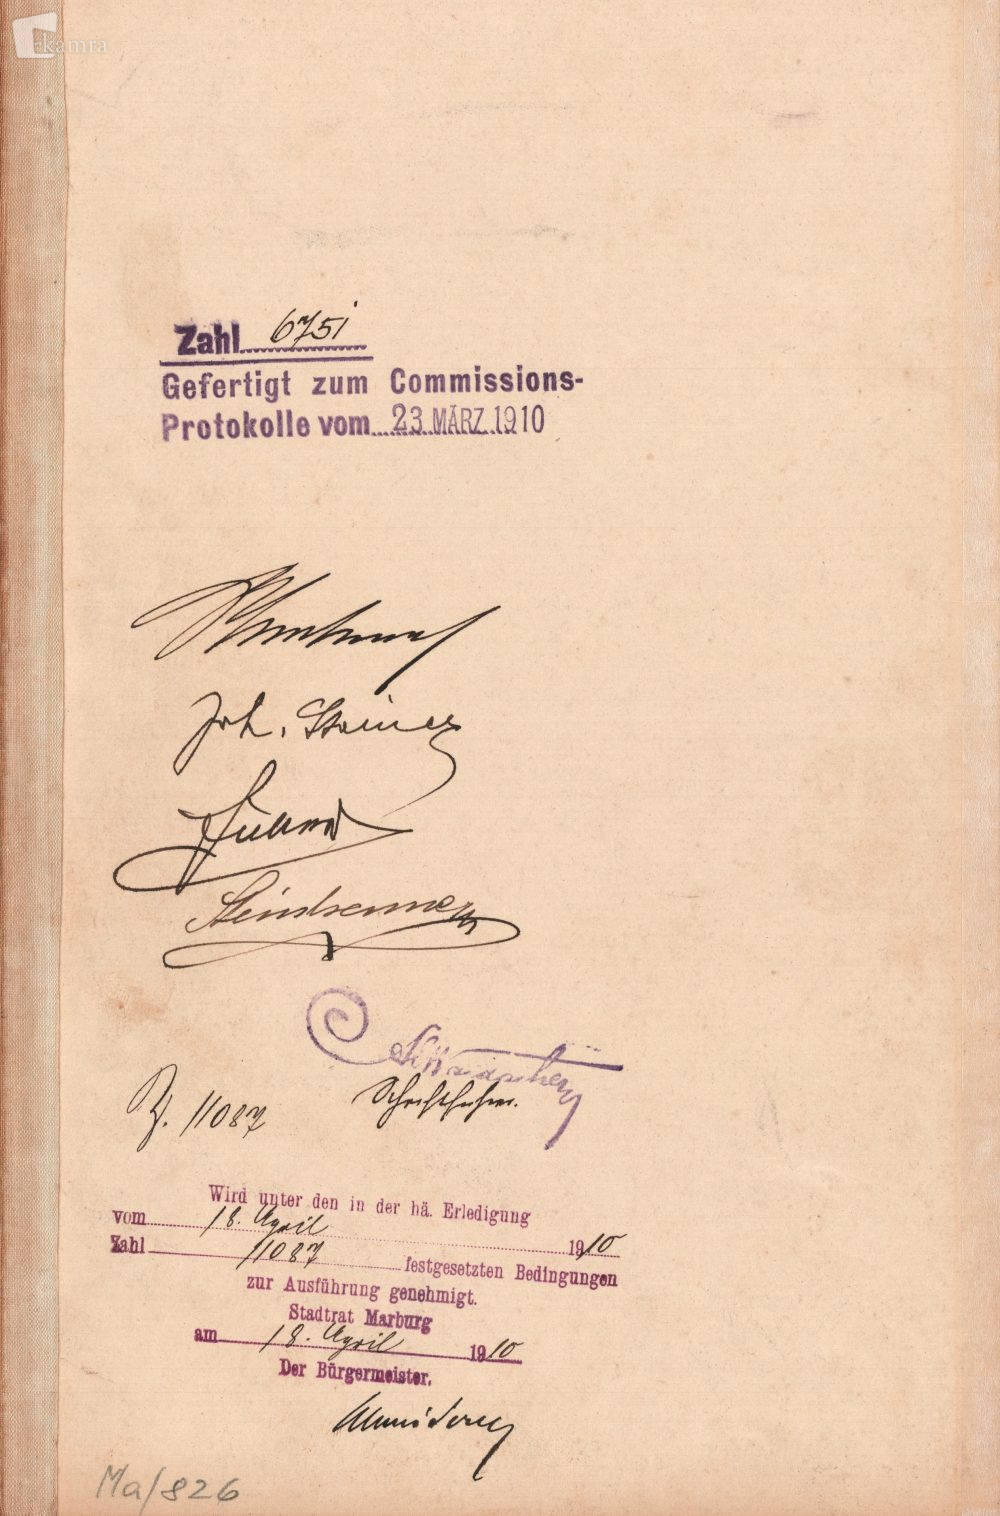 kamra
Zahl 6751
Gefertigt zum Commissions-
Protokolle vom 23. MÄRZ 1910
Joh. Steiner
Z. 11087
Schriftführer.
Wird unter den in der hä. Erledigung
vom 18. April 1910
Zahl 11087 festgesetzten Bedingungen
zur Ausführung genehmigt.
Stadtrat Marburg
am 18. April 1910
Der Bürgermeister.
Ma/826